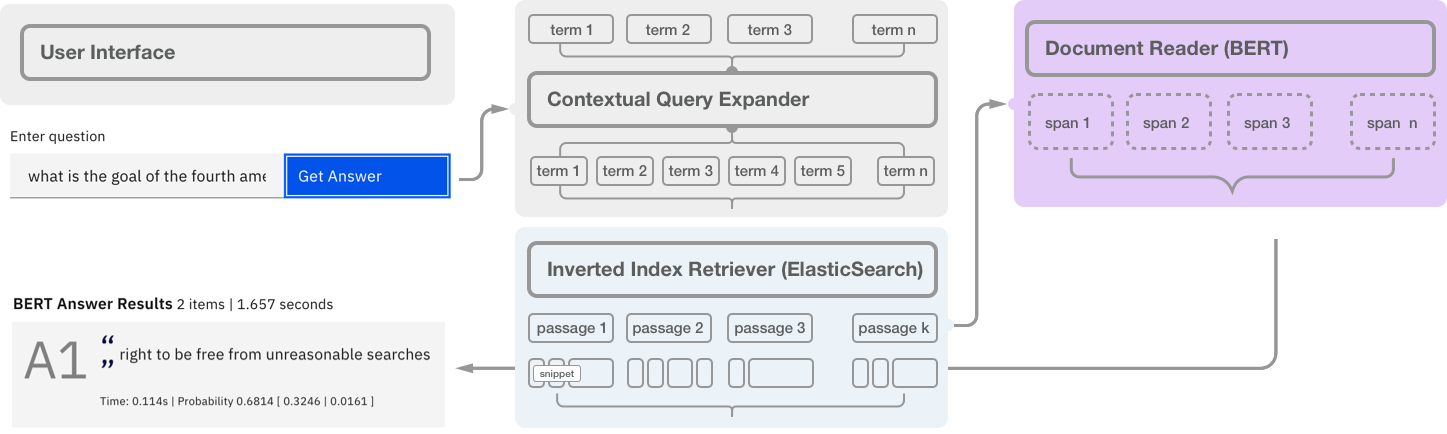 User Interface
Enter question
what is the goal of the fourth ame
Get Answer
BERT Answer Results 2 items | 1.657 seconds
A1
“ ” right to be free from unreasonable searches
Time: 0.114s | Probability 0.6814 [ 0.3246 | 0.0161 ]
term 1 term 2 term 3 term n
Contextual Query Expander
term 1 term 2 term 3 term 4 term 5 term n
Inverted Index Retriever (ElasticSearch)
passage 1 passage 2 passage 3 passage k
snippet
Document Reader (BERT)
span 1 span 2 span 3 span n